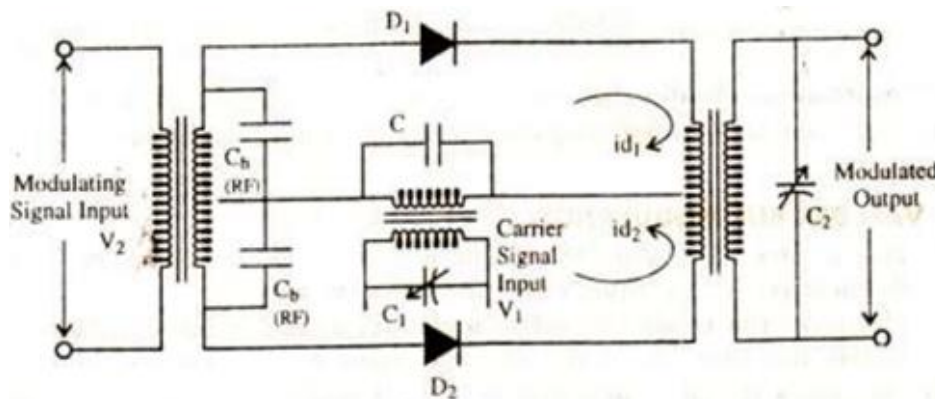 D1
C
Cb
(RF)
id1
Modulating
Signal Input
V2
Modulated
Output
C2
Carrier
Signal
Input
V1
id2
Cb
(RF)
C1
D2